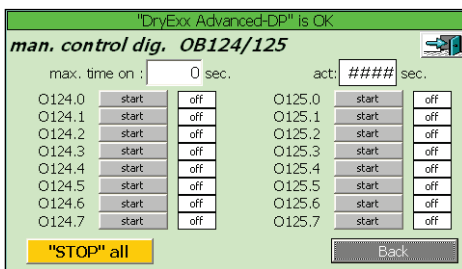 "DryExx Advanced-DP" is OK
man. control dig. OB124/125
max. time on : 0 sec. act: #### sec.
O124.0 start off O125.0 start off
O124.1 start off O125.1 start off
O124.2 start off O125.2 start off
O124.3 start off O125.3 start off
O124.4 start off O125.4 start off
O124.5 start off O125.5 start off
O124.6 start off O125.6 start off
O124.7 start off O125.7 start off
"STOP" all Back